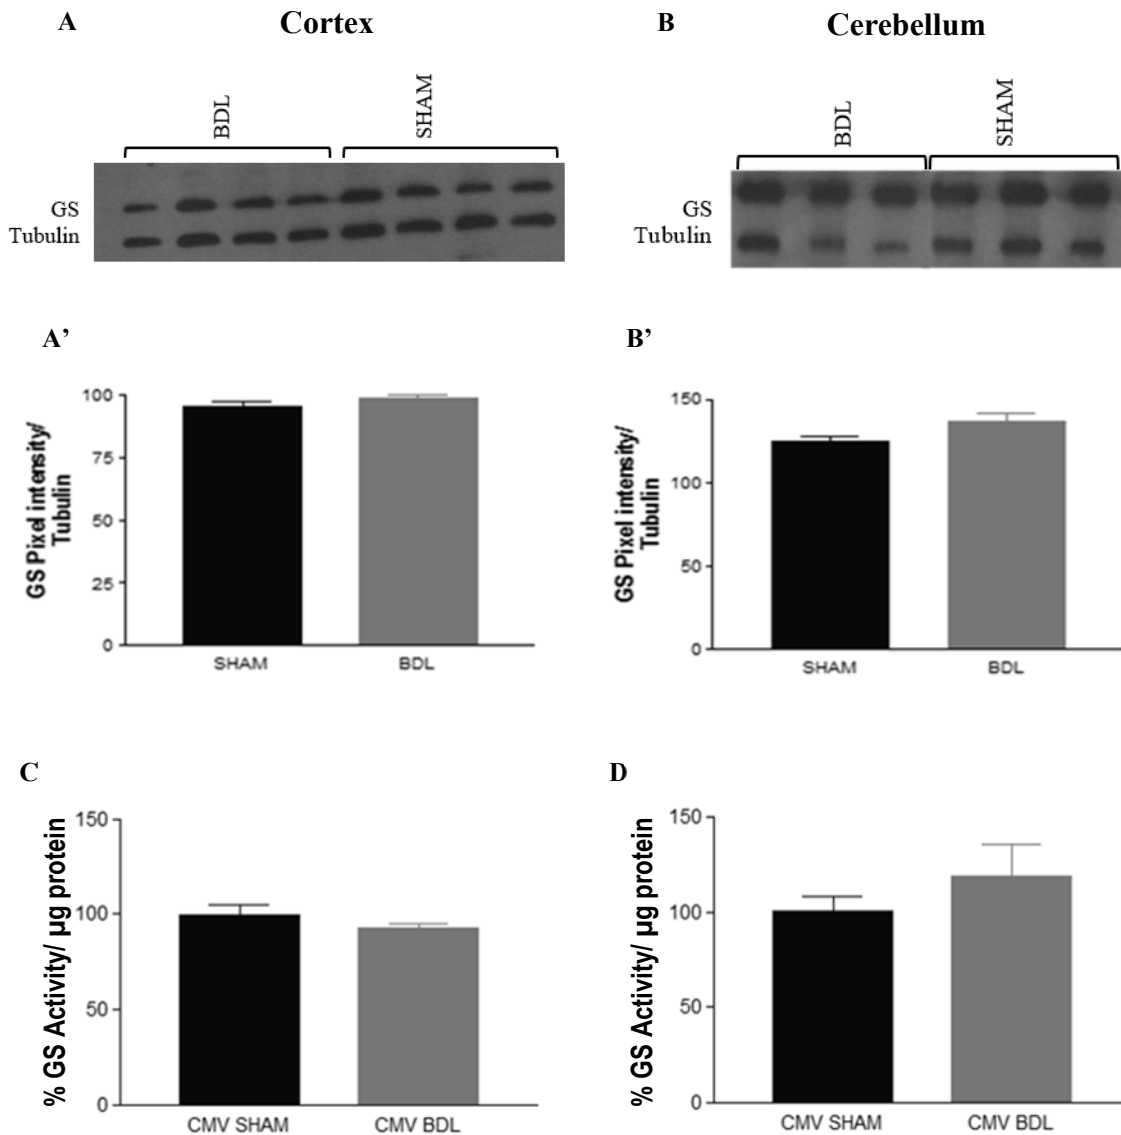 A
Cortex
BDL
SHAM
GS
Tubulin
B
Cerebellum
BDL
SHAM
GS
Tubulin
A’
GS Pixel intensity/
Tubulin
100
75
50
25
0
SHAM
BDL
B’
GS Pixel intensity/
Tubulin
150
100
50
0
SHAM
BDL
C
% GS Activity/ µg protein
150
100
50
0
CMV SHAM
CMV BDL
D
% GS Activity/ µg protein
150
100
50
0
CMV SHAM
CMV BDL